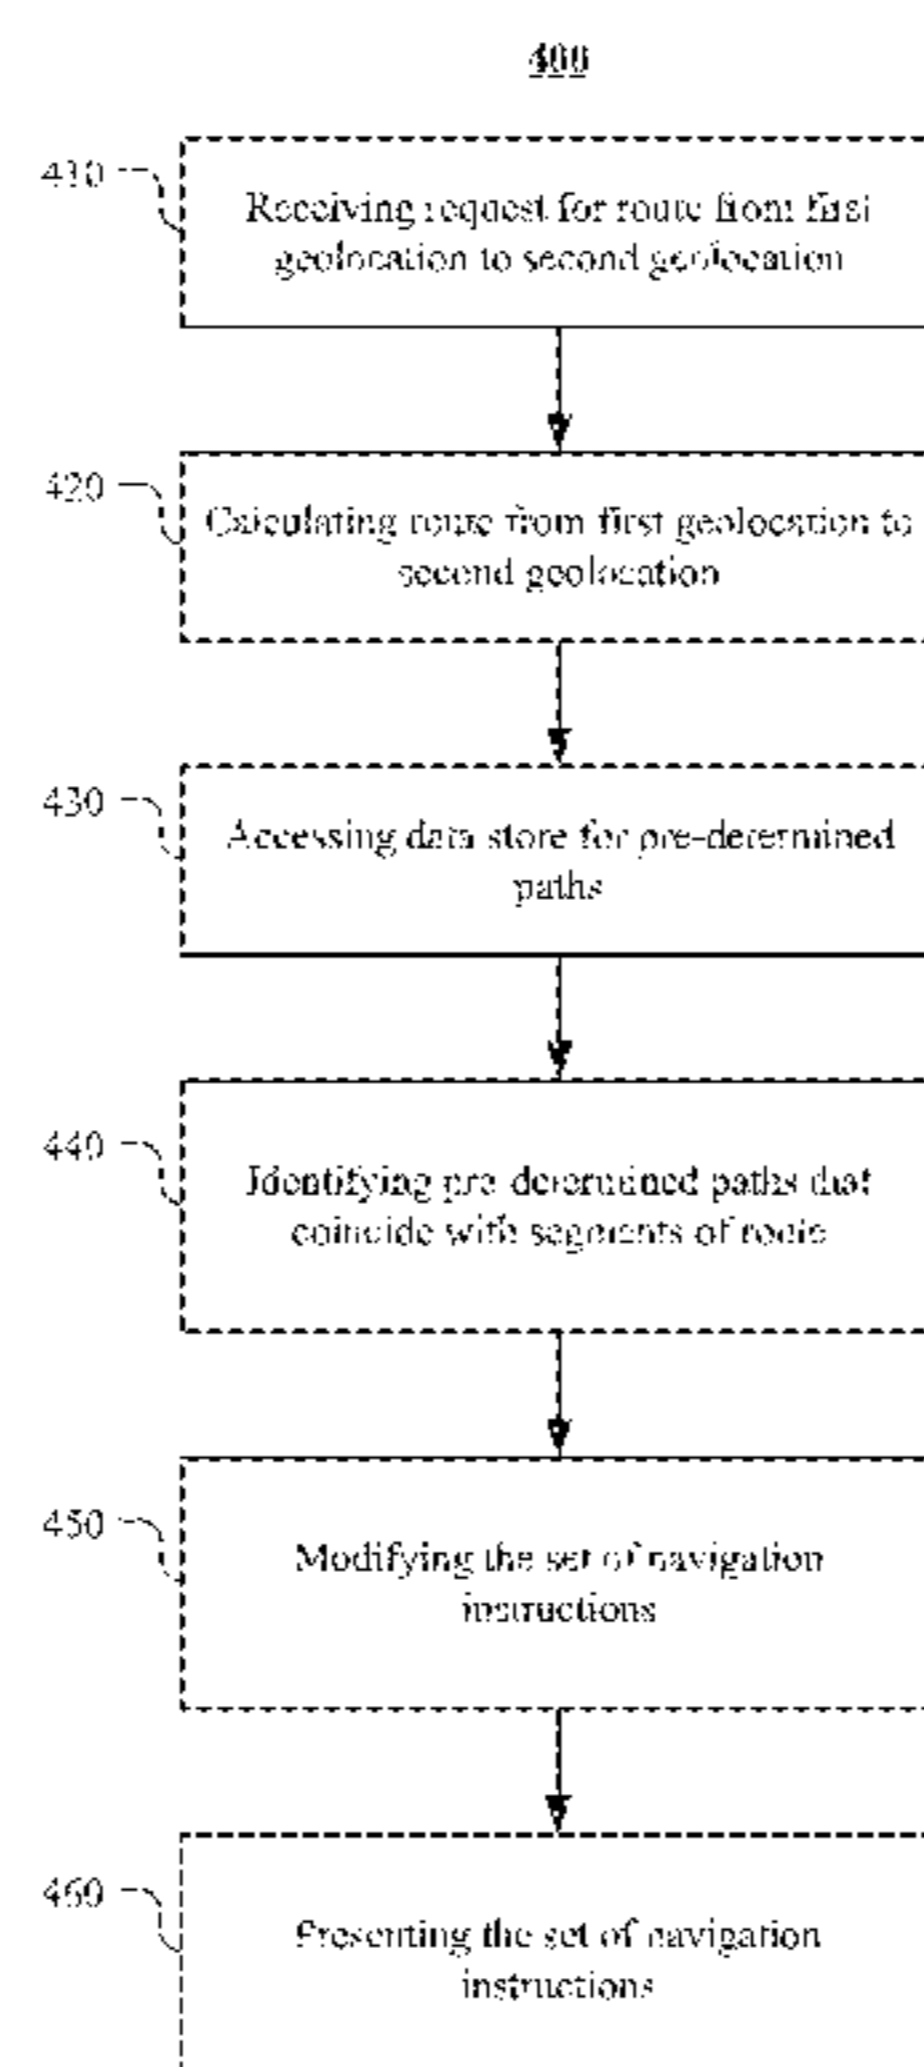 400
410
Receiving request for route from first
geolocation to second geolocation
420
Calculating route from first geolocation to
second geolocation
430
Accessing data store for pre-determined
paths
440
Identifying pre-determined paths that
coincide with segments of route
450
Modifying the set of navigation
instructions
460
Presenting the set of navigation
instructions